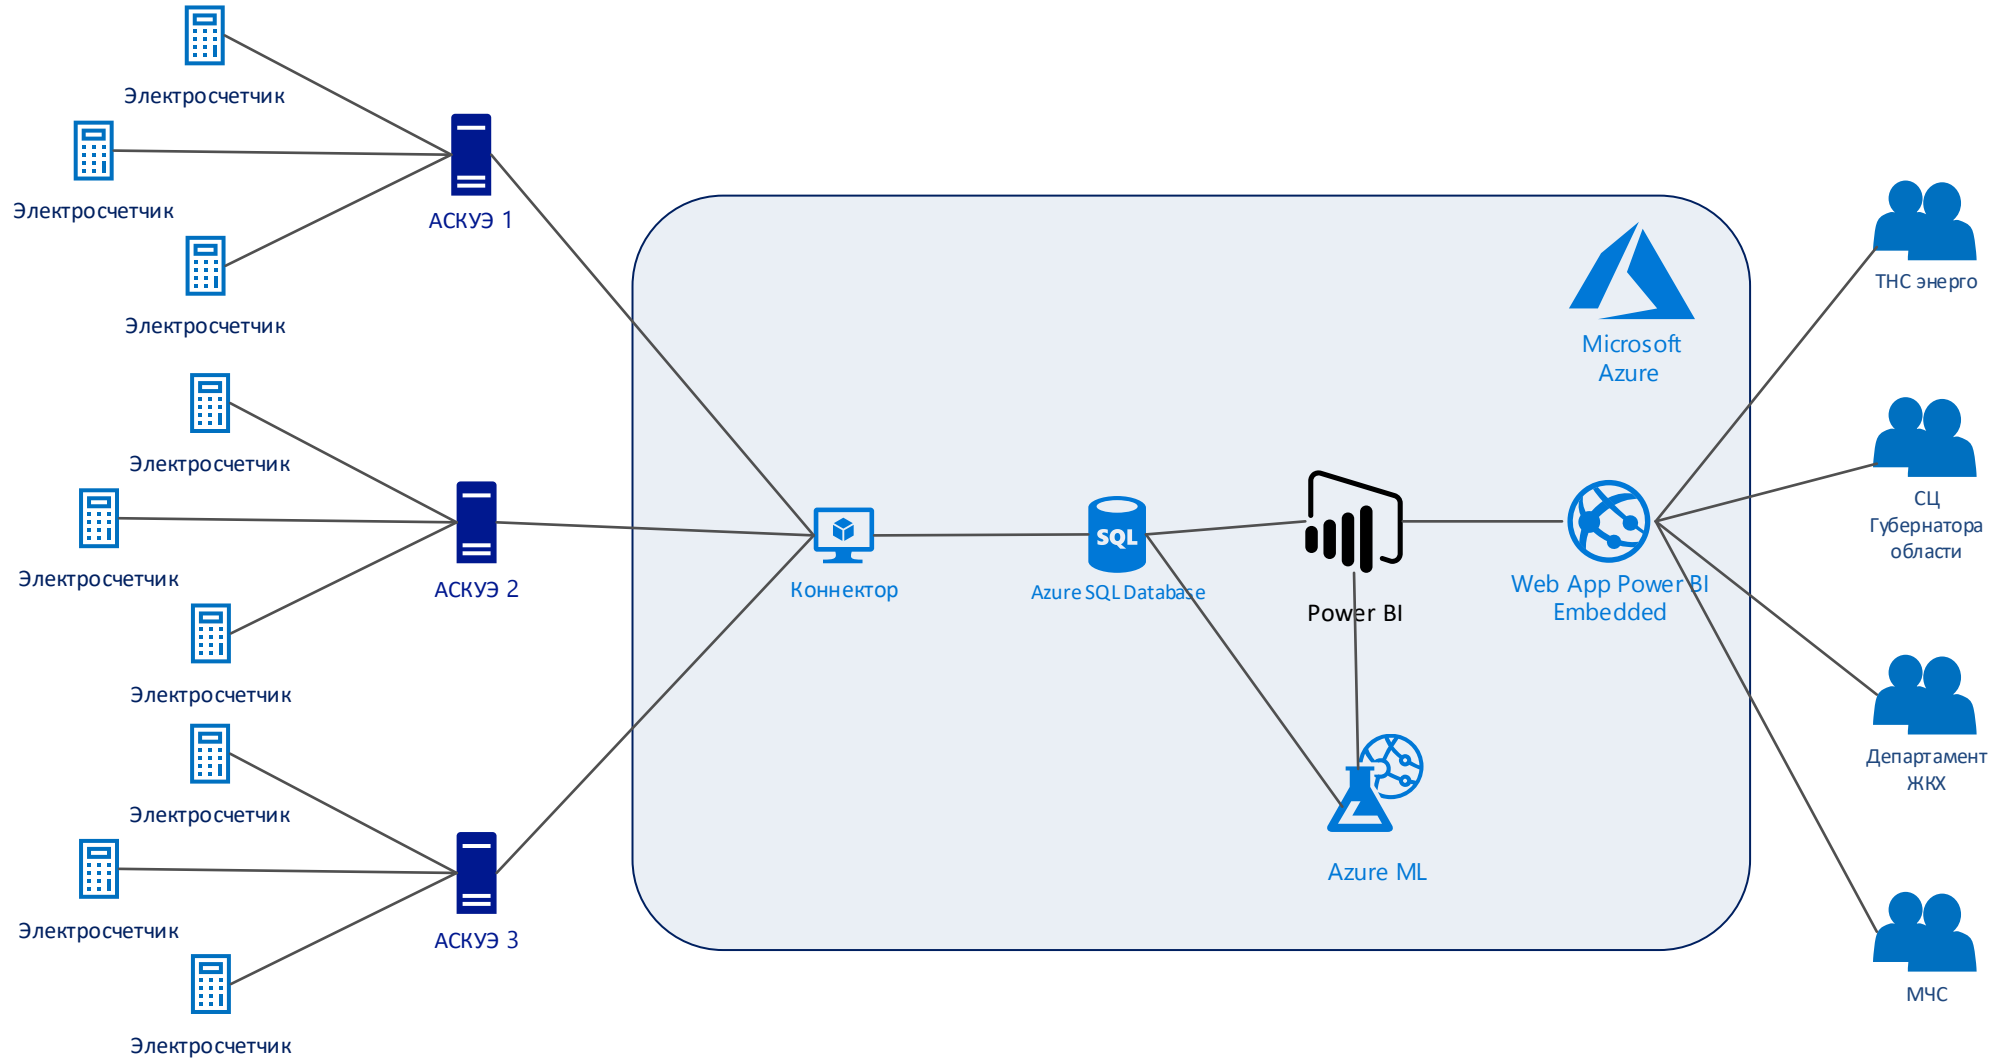 Электросчетчик
Электросчетчик
Электросчетчик
АСКУЭ 1
Электросчетчик
Электросчетчик
Электросчетчик
АСКУЭ 2
Электросчетчик
Электросчетчик
Электросчетчик
АСКУЭ 3
Коннектор
SQL
Azure SQL Database
Power BI
Azure ML
Microsoft
Azure
Web App Power BI
Embedded
ТНС энерго
СЦ
Губернатора
области
Департамент
ЖКХ
МЧС